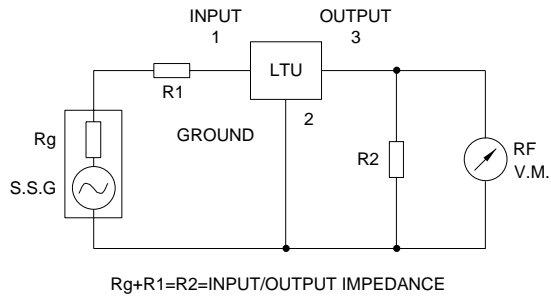 INPUT
OUTPUT
1
3
LTU
R1
2
Rg
GROUND
R2
RF
V.M.
S.S.G
Rg+R1=R2=INPUT/OUTPUT IMPEDANCE